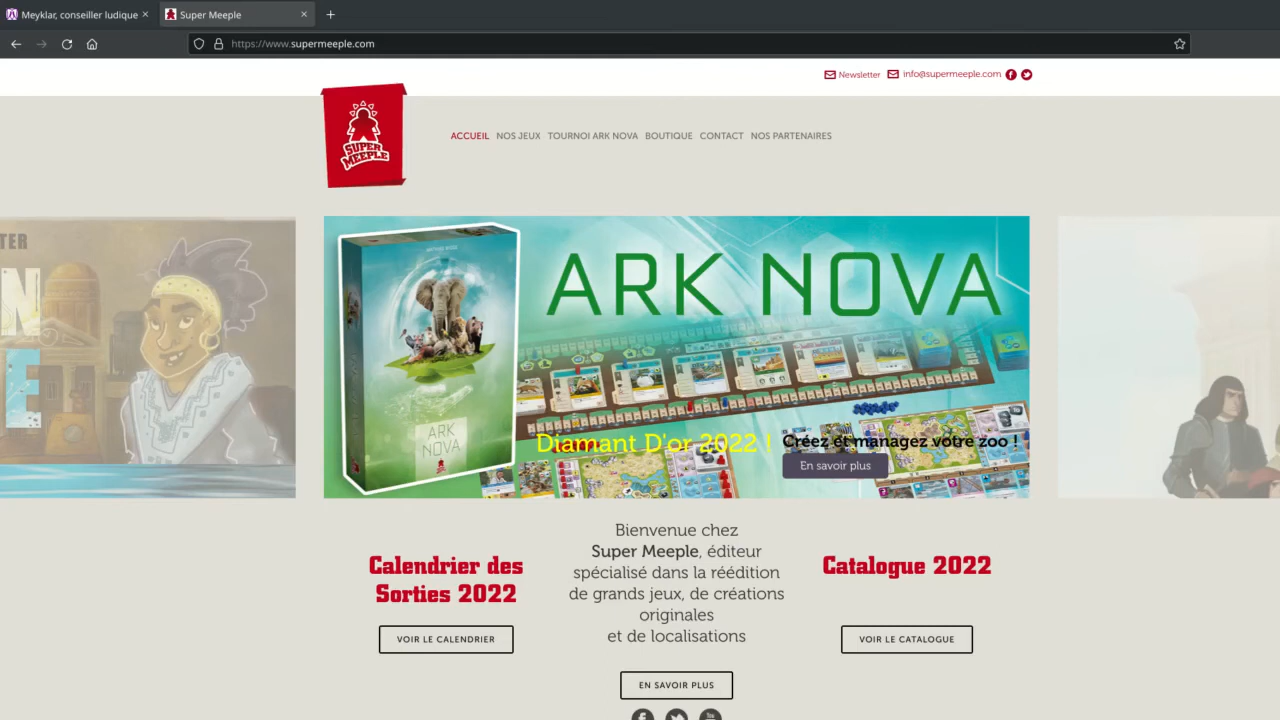 Meyklar, conseiller ludique
Super Meeple
https://www.supermeeple.com
Newsletter
info@supermeeple.com
SUPER
MEEPLE
ACCUEIL NOS JEUX TOURNOI ARK NOVA BOUTIQUE CONTACT NOS PARTENAIRES
TER
N
E
ARK NOVA
ARK
NOVA
Diamant D'or 2022 !
Créez et managez votre zoo !
En savoir plus
Calendrier des
Sorties 2022
VOIR LE CALENDRIER
Bienvenue chez
Super Meeple, éditeur
spécialisé dans la réédition
de grands jeux, de créations
originales
et de localisations
EN SAVOIR PLUS
Catalogue 2022
VOIR LE CATALOGUE